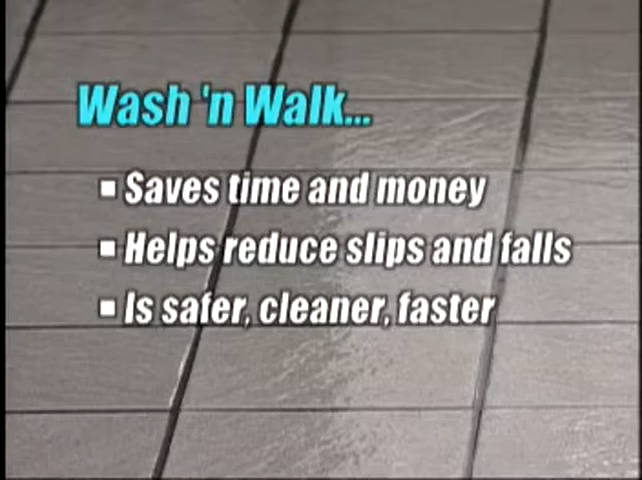 Wash 'n Walk...
▪ Saves time and money
▪ Helps reduce slips and falls
▪ Is safer, cleaner, faster